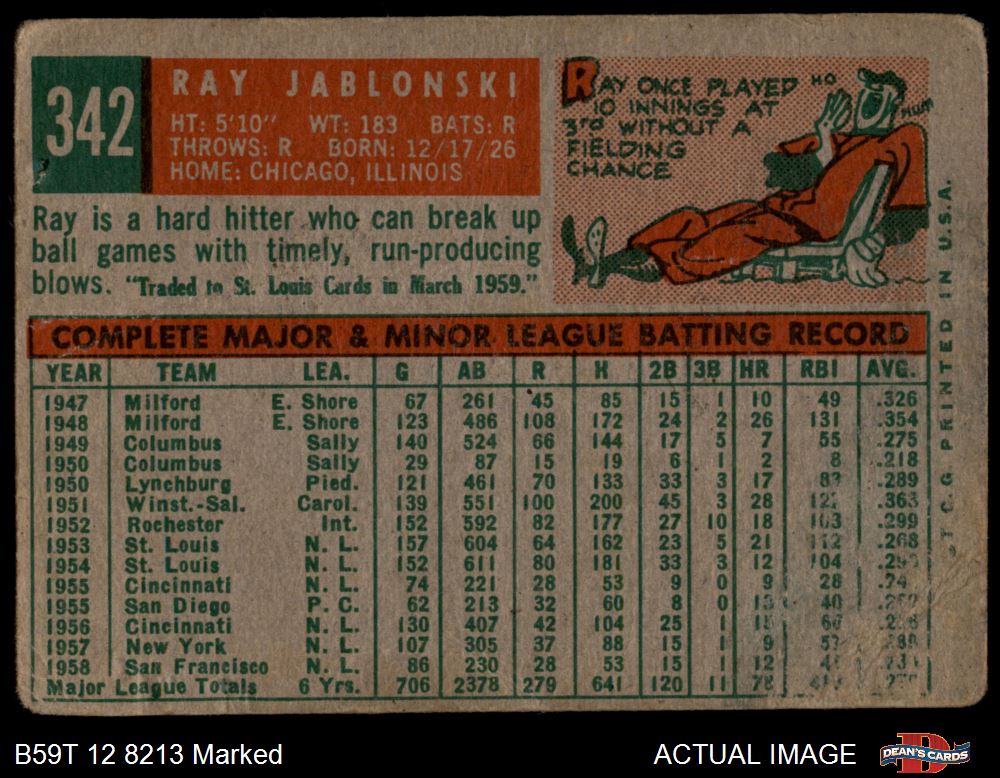 342
RAY JABLONSKI
HT: 5'10" WT: 183 BATS: R
THROWS: R BORN: 12/17/26
HOME: CHICAGO, ILLINOIS
Ray is a hard hitter who can break up
ball games with timely, run-producing
blows. "Traded to St. Louis Cards in March 1959."
RAY ONCE PLAYED
10 INNINGS AT
3RD WITHOUT A
FIELDING
CHANCE
HO
HUM
COMPLETE MAJOR & MINOR LEAGUE BATTING RECORD
YEAR TEAM LEA. G AB R H 2B 3B HR RBI AVG.
1947 Milford E. Shore 67 261 45 85 15 1 10 49 .326
1948 Milford E. Shore 123 486 108 172 24 2 26 131 .354
1949 Columbus Sally 140 524 66 144 17 5 7 55 .275
1950 Columbus Sally 29 87 15 19 6 1 2 8 .218
1950 Lynchburg Pied. 121 461 70 133 33 3 17 .289
1951 Winst.-Sal. Carol. 139 551 100 200 45 3 28 .363
1952 Rochester Int. 152 592 82 177 27 10 18 103 .299
1953 St. Louis N. L. 157 604 64 162 23 5 21 112 .268
1954 St. Louis N. L. 152 611 80 181 33 3 12 104
1955 Cincinnati N. L. 74 221 28 53 9 0 9 28
1955 San Diego P. C. 62 213 32 60 8 0 40
1956 Cincinnati N. L. 130 407 42 104 25 1 15 66
1957 New York N. L. 107 305 37 88 15 1 9
1958 San Francisco N. L. 86 230 28 53 15 1 12
Major League Totals 6 Yrs. 706 2378 279 641 120 11 78
T.C.G. PRINTED IN U.S.A.
B59T 12 8213 Marked
ACTUAL IMAGE
DEAN'S CARDS